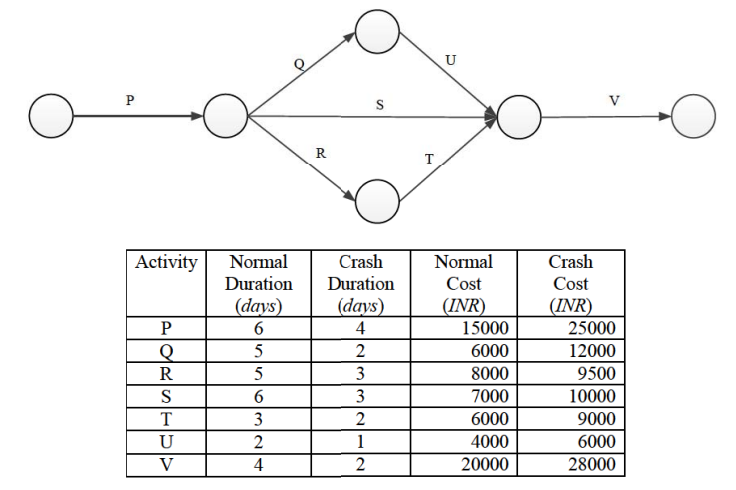 Q
U
P
S
V
R
T
Activity Normal Duration (days) Crash Duration (days) Normal Cost (INR) Crash Cost (INR)
P 6 4 15000 25000
Q 5 2 6000 12000
R 5 3 8000 9500
S 6 3 7000 10000
T 3 2 6000 9000
U 2 1 4000 6000
V 4 2 20000 28000